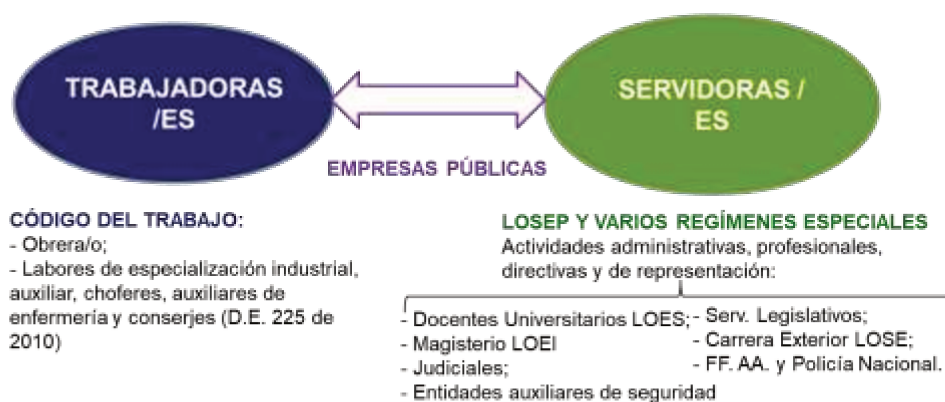 TRABAJADORAS
/ES
SERVIDORAS /
ES
EMPRESAS PÚBLICAS
CÓDIGO DEL TRABAJO:
- Obrera/o;
- Labores de especialización industrial,
auxiliar, choferes, auxiliares de
enfermería y conserjes (D.E. 225 de
2010)
LOSEP Y VARIOS REGÍMENES ESPECIALES
Actividades administrativas, profesionales,
directivas y de representación:
- Docentes Universitarios LOES;
- Magisterio LOEI
- Judiciales;
- Entidades auxiliares de seguridad
- Serv. Legislativos;
- Carrera Exterior LOSE;
- FF. AA. y Policía Nacional.